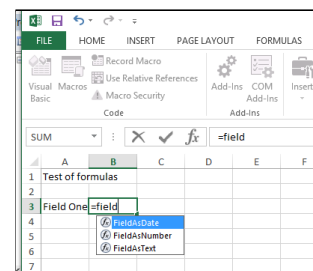 FILE HOME INSERT PAGE LAYOUT FORMULAS
Record Macro
Use Relative References
Macro Security
Visual Basic
Macros
Add-Ins
COM Add-Ins
Insert
Code
Add-Ins
SUM fx =field
A B C D E F
1 Test of formulas
2
3 Field One =field
4 FieldAsDate
5 FieldAsNumber
6 FieldAsText
7